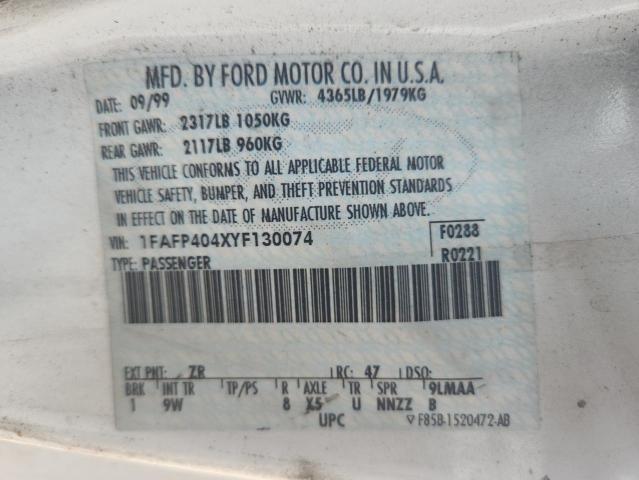 MFD. BY FORD MOTOR CO. IN U.S.A.
DATE: 09/99 GVWR: 4365LB/1979KG
FRONT GAWR: 2317LB 1050KG
REAR GAWR: 2117LB 960KG
THIS VEHICLE CONFORMS TO ALL APPLICABLE FEDERAL MOTOR
VEHICLE SAFETY, BUMPER, AND THEFT PREVENTION STANDARDS
IN EFFECT ON THE DATE OF MANUFACTURE SHOWN ABOVE.
VIN: 1FAFP404XYF130074 F0288
TYPE: PASSENGER R0221
EXT PNT: ZR RC: 47 DSO:
BRK INT TR TP/PS R AXLE TR SPR 9LMAA
1 9W 8 X5 U NNZZ B
UPC F85B-1520472-AB